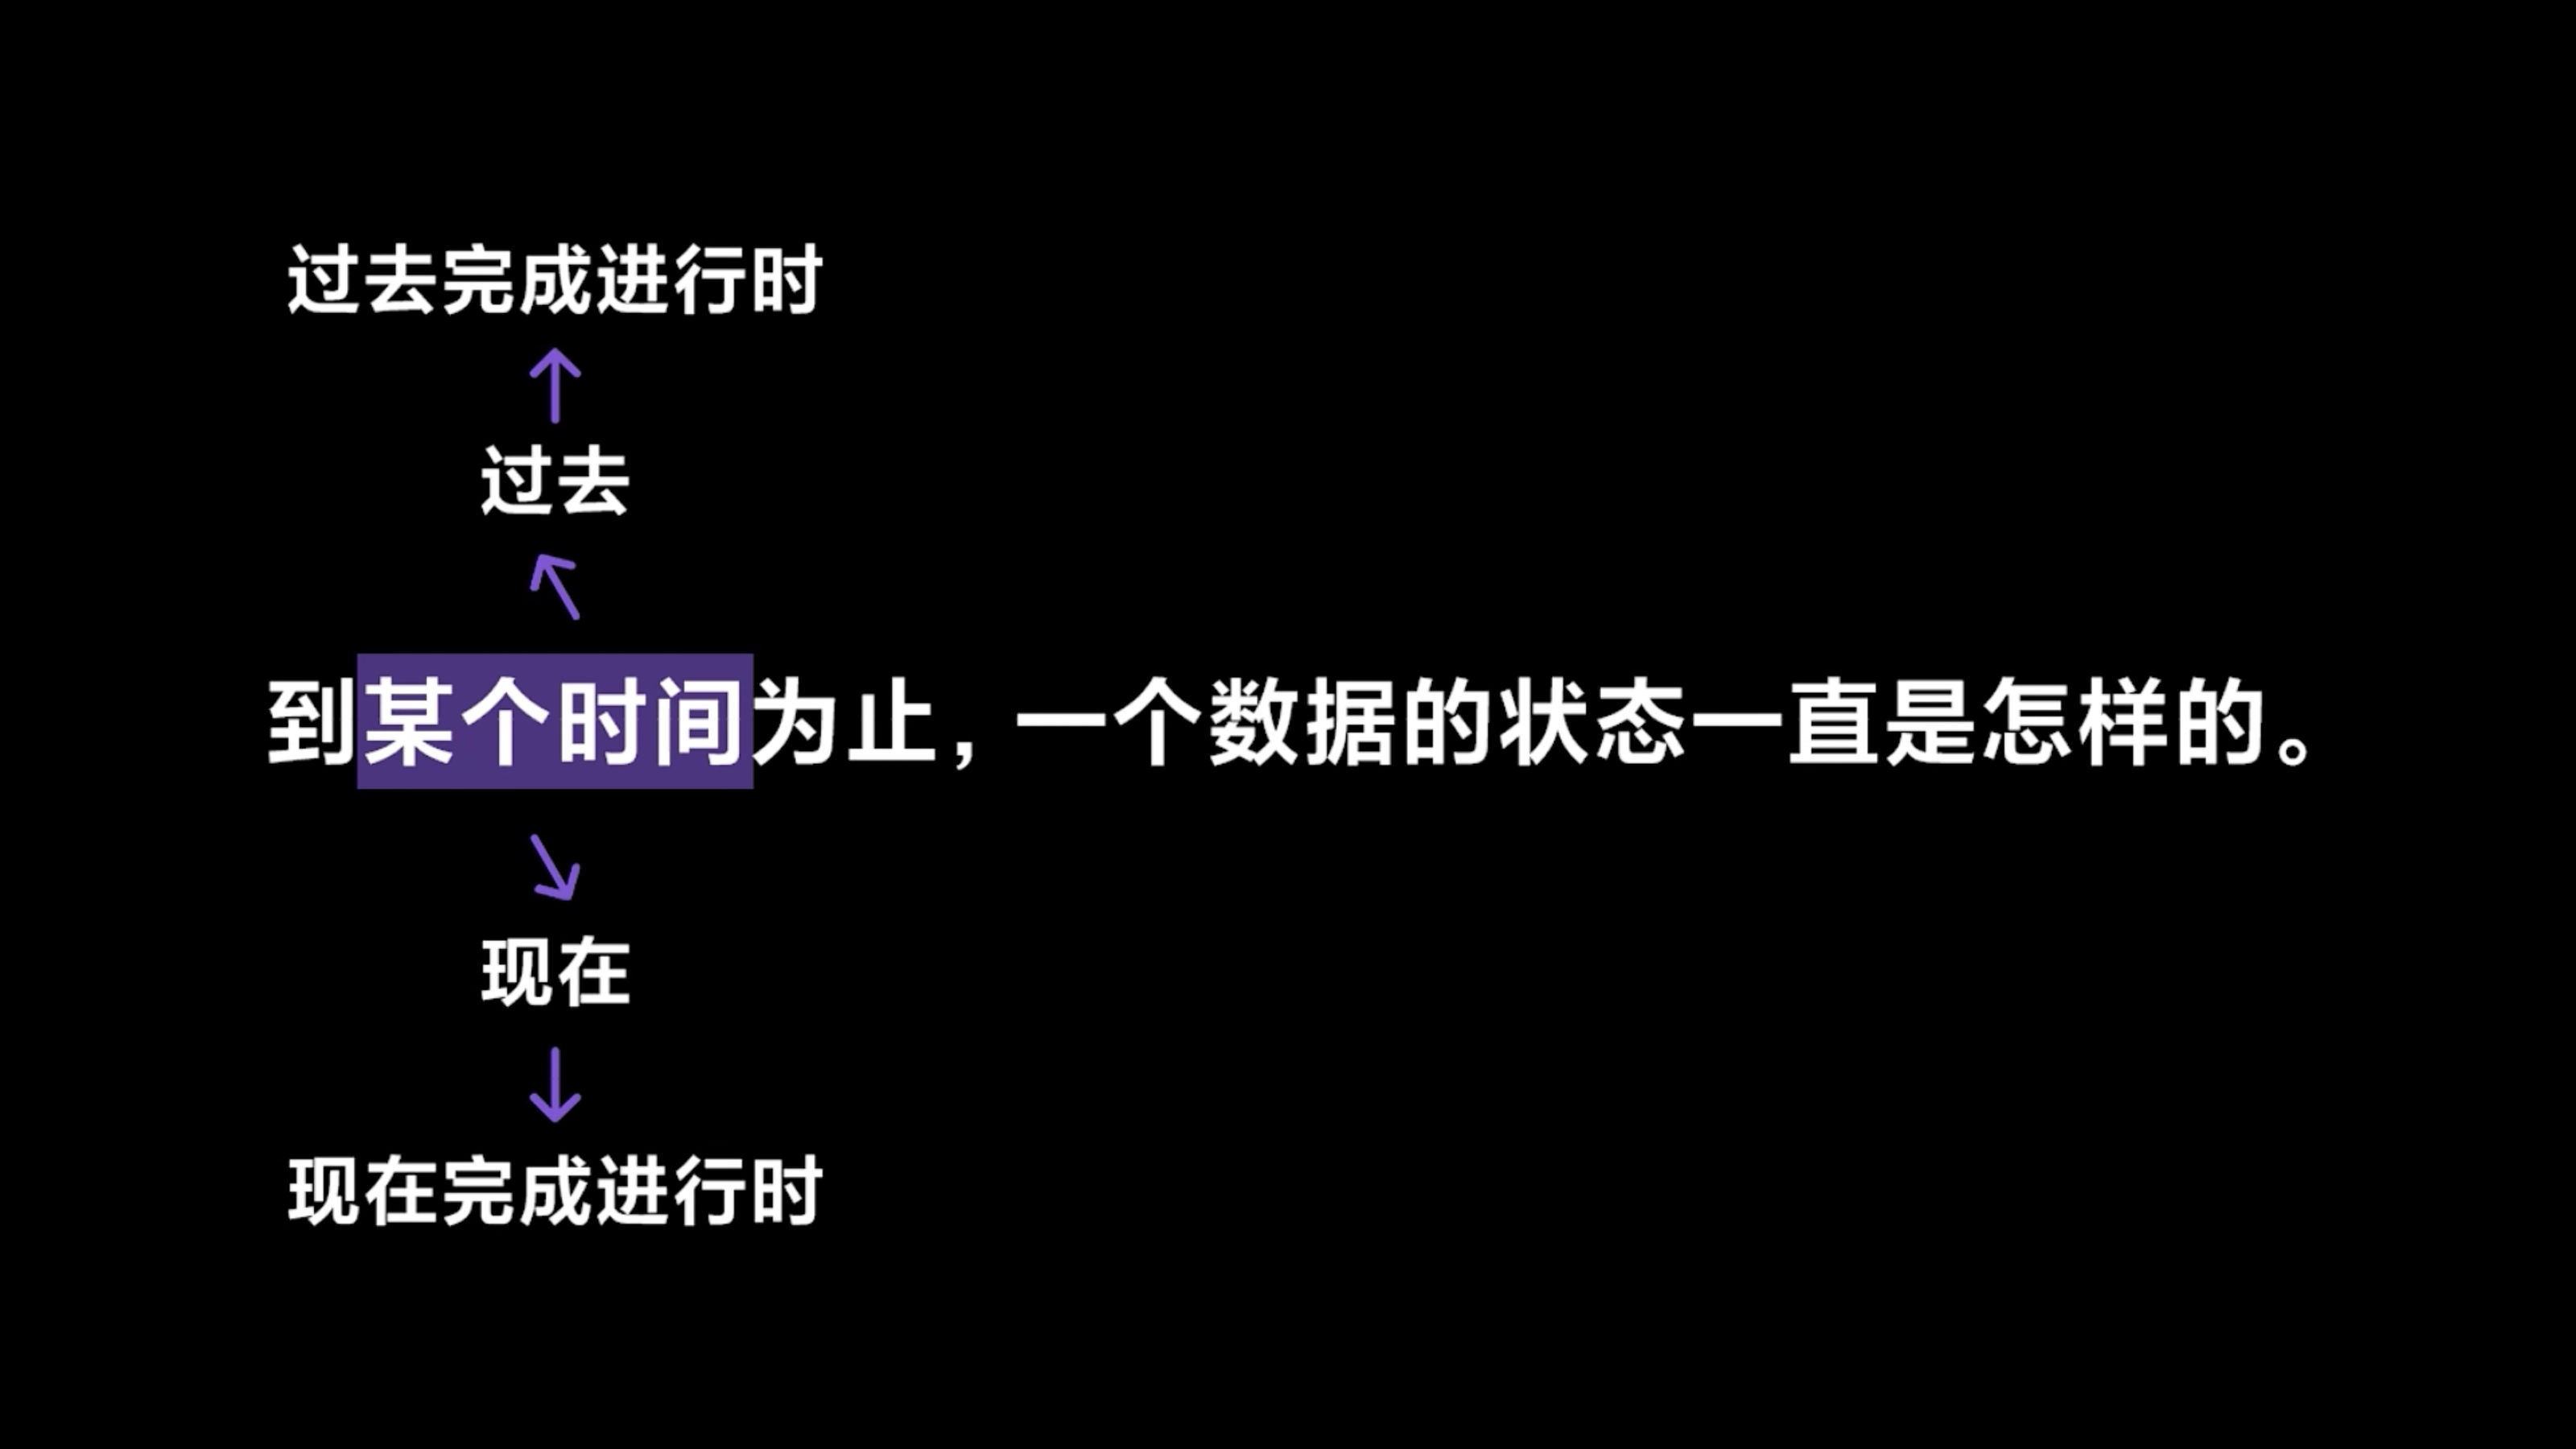 过去完成进行时
过去
到某个时间为止，一个数据的状态一直是怎样的。
现在
现在完成进行时